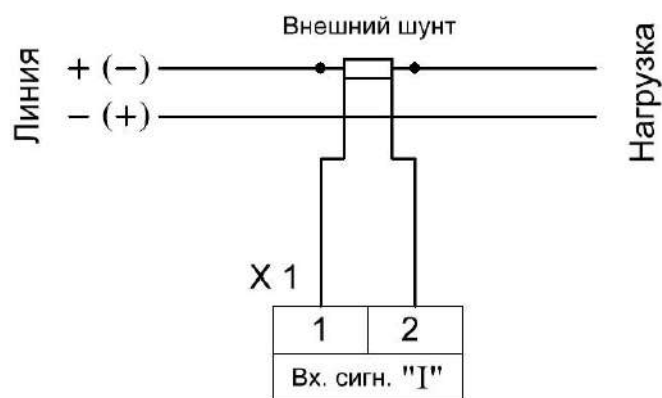 Внешний шунт
Линия
+ (−)
− (+)
Нагрузка
X 1
1 2
Вх. сигн. "I"